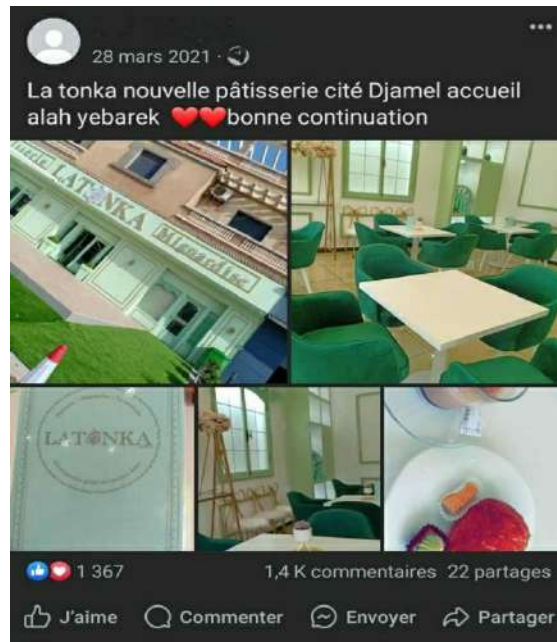 28 mars 2021 ·
La tonka nouvelle pâtisserie cité Djamel accueil
alah yebarek ❤️❤️bonne continuation
LATONKA Mignardise
LATONKA
1 367 1,4 K commentaires 22 partages
J'aime Commenter Envoyer Partager